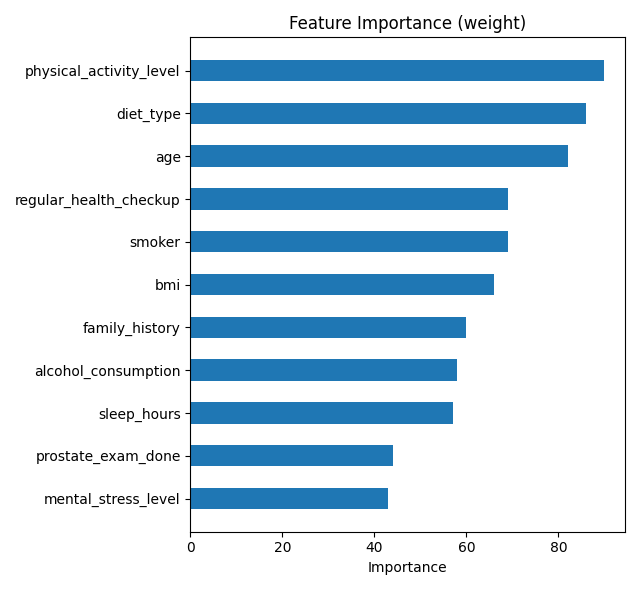 Feature Importance (weight)
physical_activity_level
diet_type
age
regular_health_checkup
smoker
bmi
family_history
alcohol_consumption
sleep_hours
prostate_exam_done
mental_stress_level
0 20 40 60 80
Importance